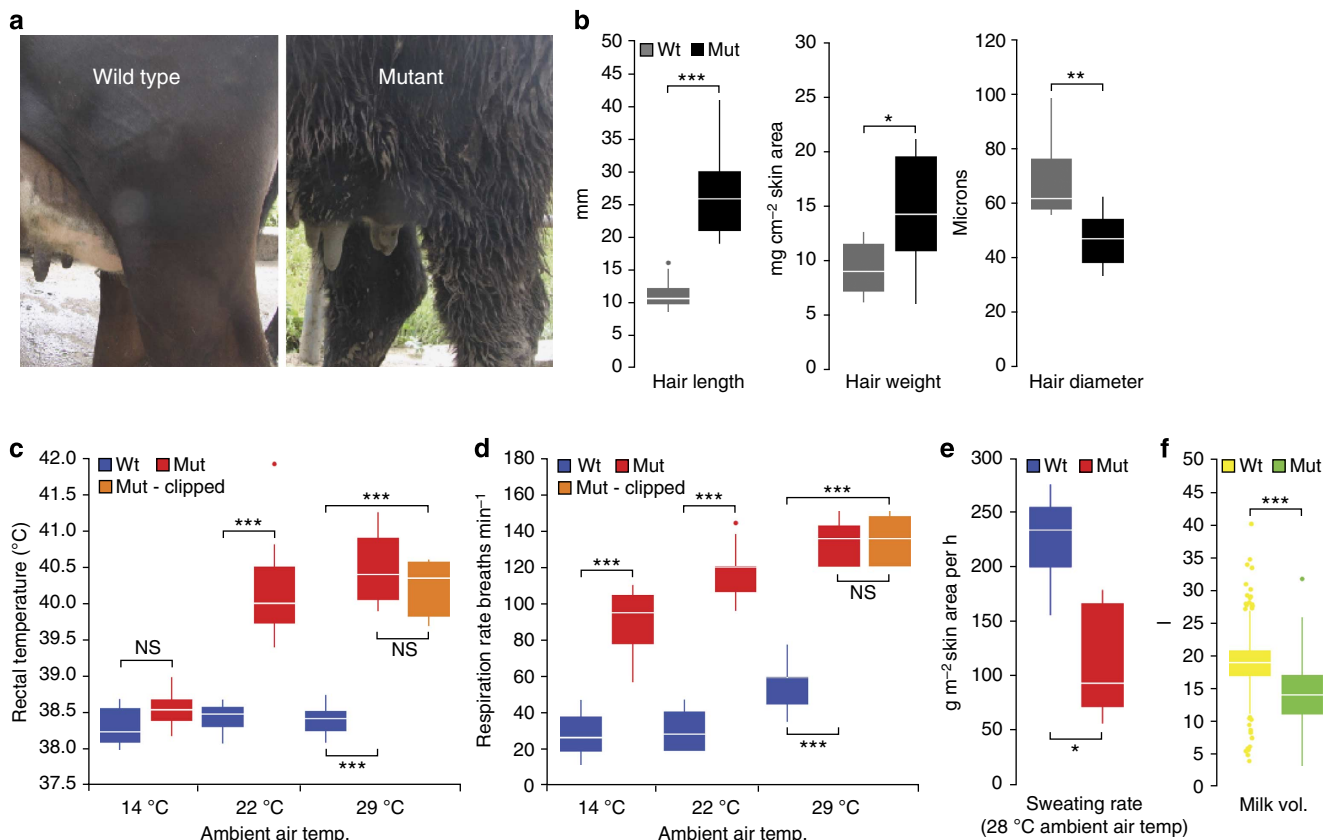 a
Wild type
Mutant
b
50
45
40
35
30
25
20
15
10
5
0
mm
Wt Mut
***
Hair length
30
25
20
15
10
5
0
mg cm⁻² skin area
*
Hair weight
120
100
80
60
40
20
0
Microns
**
Hair diameter
c
42.0
41.5
41.0
40.5
40.0
39.5
39.0
38.5
38.0
37.5
Rectal temperature (°C)
Wt Mut
Mut - clipped
NS
***
***
NS
***
14 °C 22 °C 29 °C
Ambient air temp.
d
180
160
140
120
100
80
60
40
20
0
Respiration rate breaths min⁻¹
Wt Mut
Mut - clipped
***
***
***
NS
***
14 °C 22 °C 29 °C
Ambient air temp.
e
300
250
200
150
100
50
0
g m⁻² skin area per h
Wt Mut
*
Sweating rate
(28 °C ambient air temp)
f
50
45
40
35
30
25
20
15
10
5
0
l
Wt Mut
***
Milk vol.